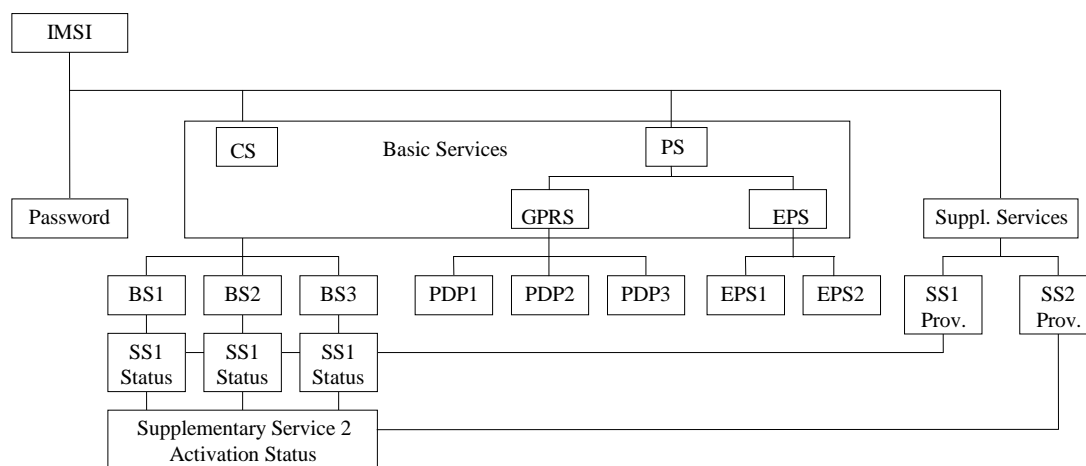 IMSI
CS
Basic Services
PS
Password
GPRS
EPS
Suppl. Services
BS1
BS2
BS3
PDP1
PDP2
PDP3
EPS1
EPS2
SS1
Prov.
SS2
Prov.
SS1
Status
SS1
Status
SS1
Status
Supplementary Service 2
Activation Status